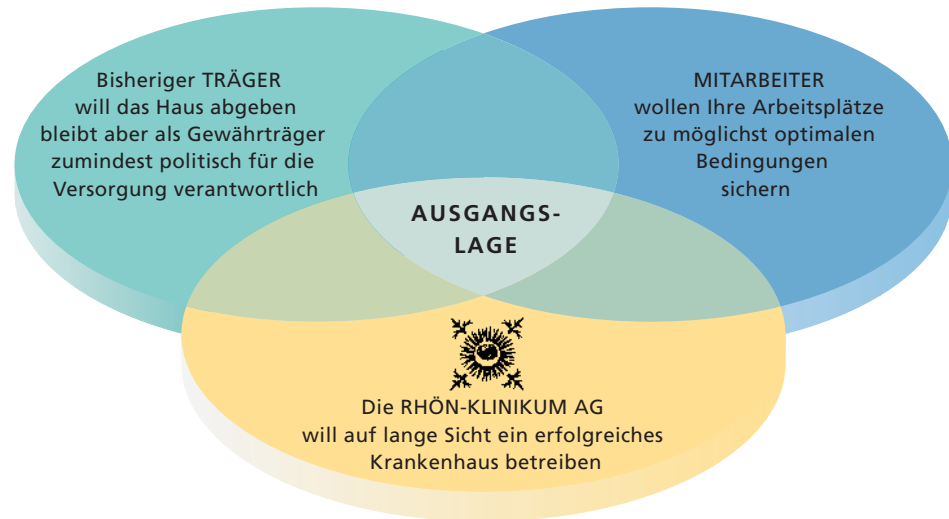 Bisheriger TRÄGER
will das Haus abgeben
bleibt aber als Gewährträger
zumindest politisch für die
Versorgung verantwortlich
MITARBEITER
wollen Ihre Arbeitsplätze
zu möglichst optimalen
Bedingungen
sichern
AUSGANGS-
LAGE
Die RHÖN-KLINIKUM AG
will auf lange Sicht ein erfolgreiches
Krankenhaus betreiben